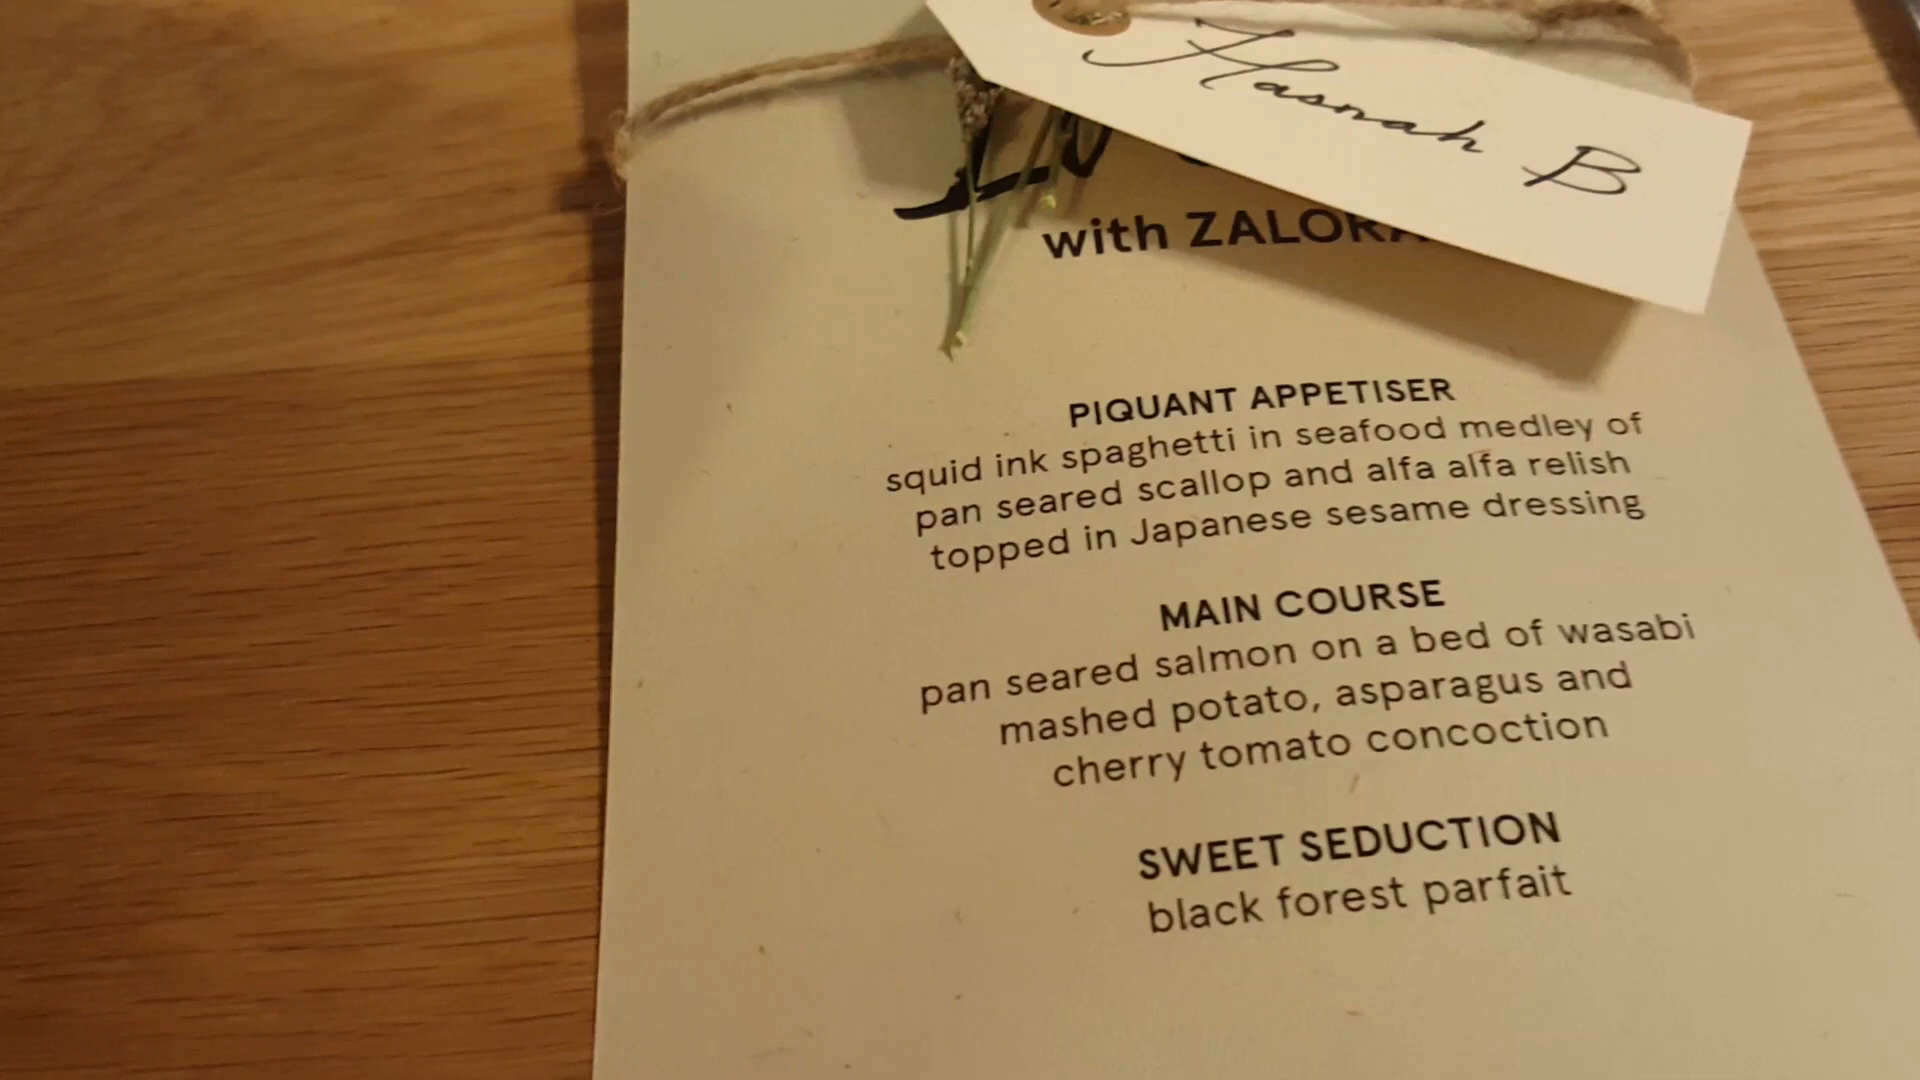 Hasnah B
with ZALORA
PIQUANT APPETISER
squid ink spaghetti in seafood medley of
pan seared scallop and alfa alfa relish
topped in Japanese sesame dressing
MAIN COURSE
pan seared salmon on a bed of wasabi
mashed potato, asparagus and
cherry tomato concoction
SWEET SEDUCTION
black forest parfait